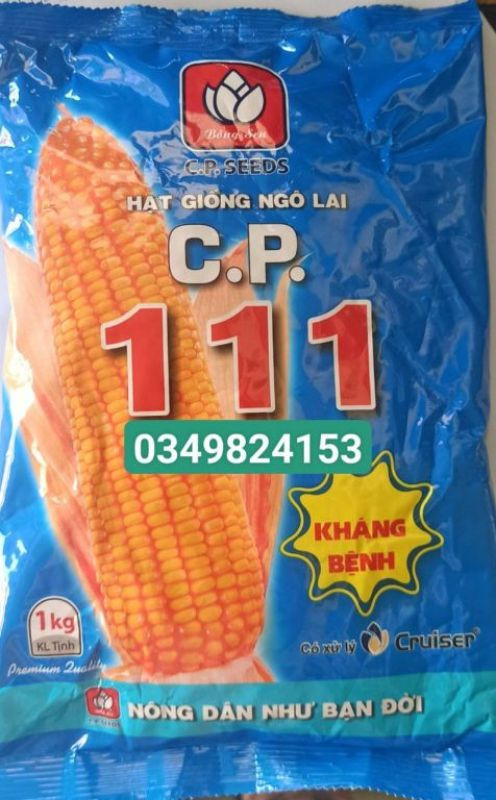 Bông Sen
C.P. SEEDS
HẠT GIỐNG NGÔ LAI
C.P.
111
0349824153
KHÁNG
BỆNH
1kg
KL Tịnh
Có xử lý Cruiser
Premium Quality
C.P. SEEDS
NÔNG DÂN NHƯ BẠN ĐỜI